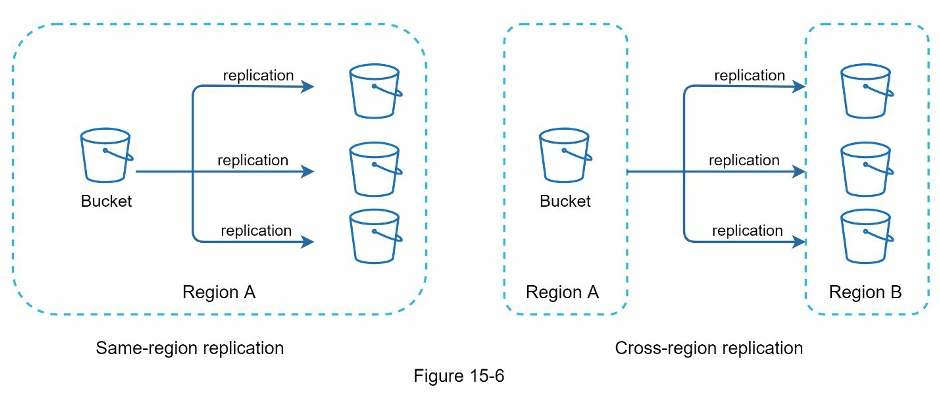 replication
replication
Bucket
replication
Region A
Same-region replication
replication
replication
Bucket
replication
Region A
Region B
Cross-region replication
Figure 15-6